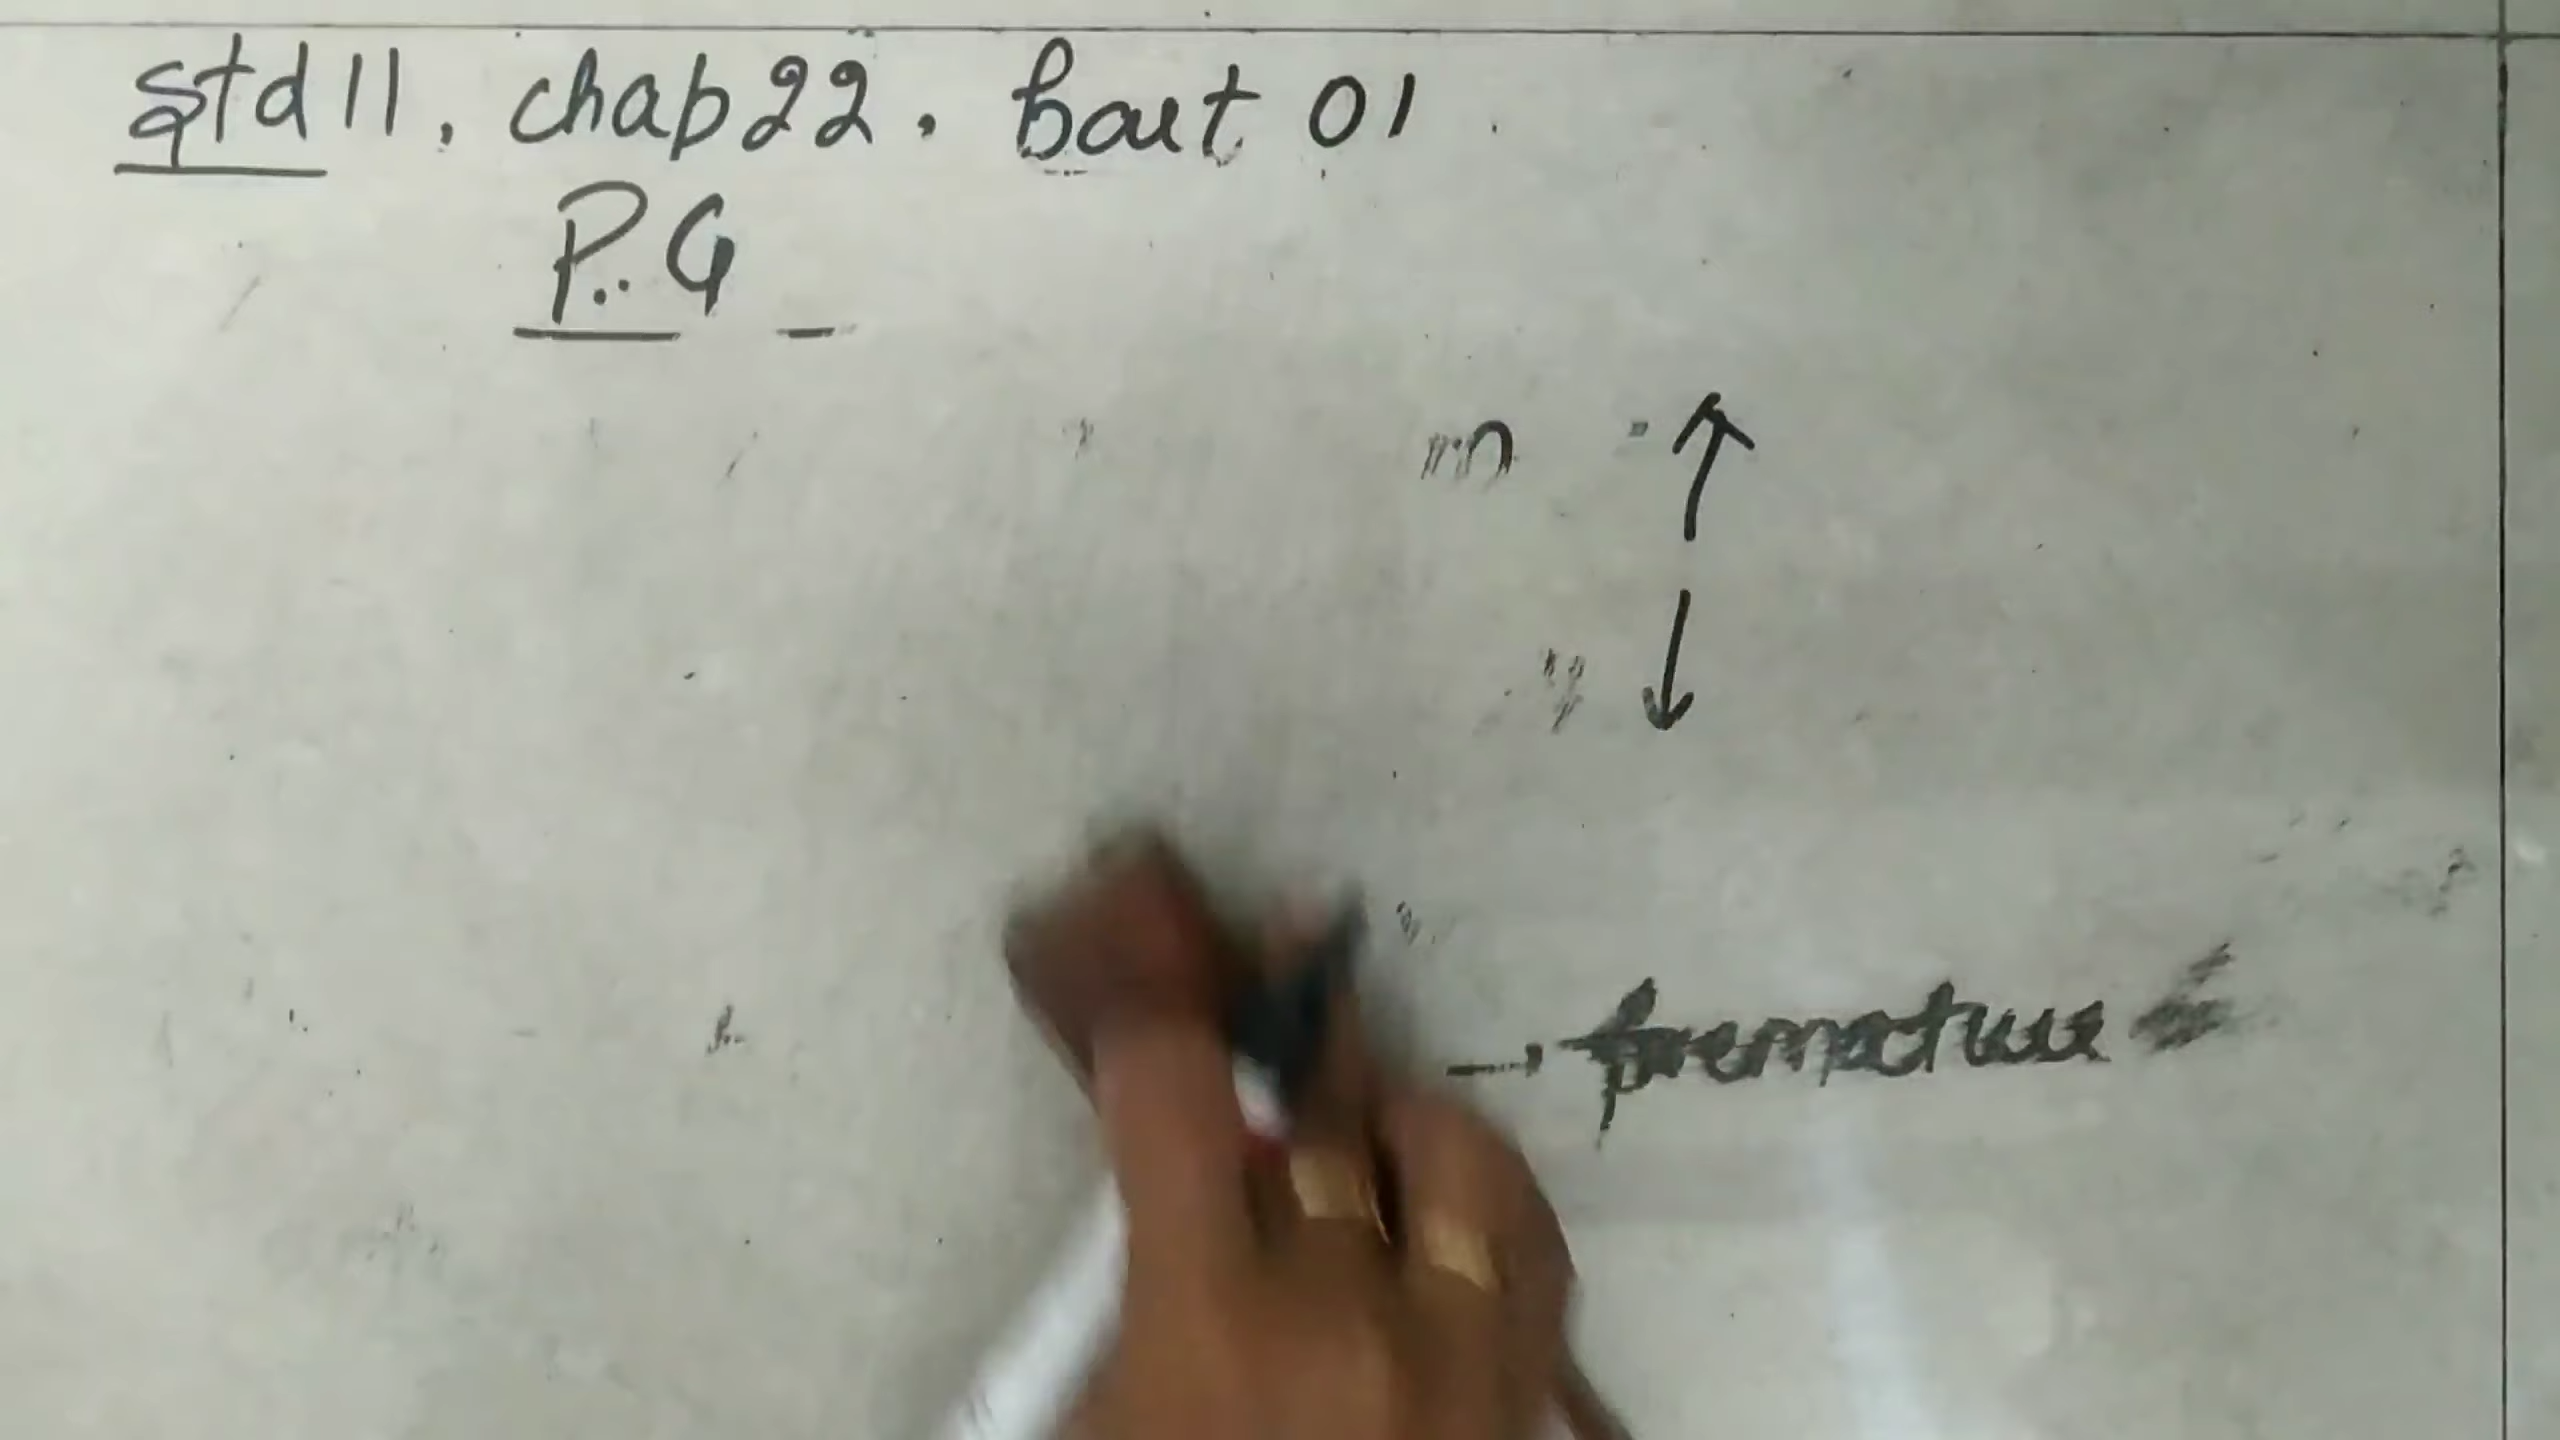 std 11. chap 22. Part 01
P.G
n
↑
↓
→ premature